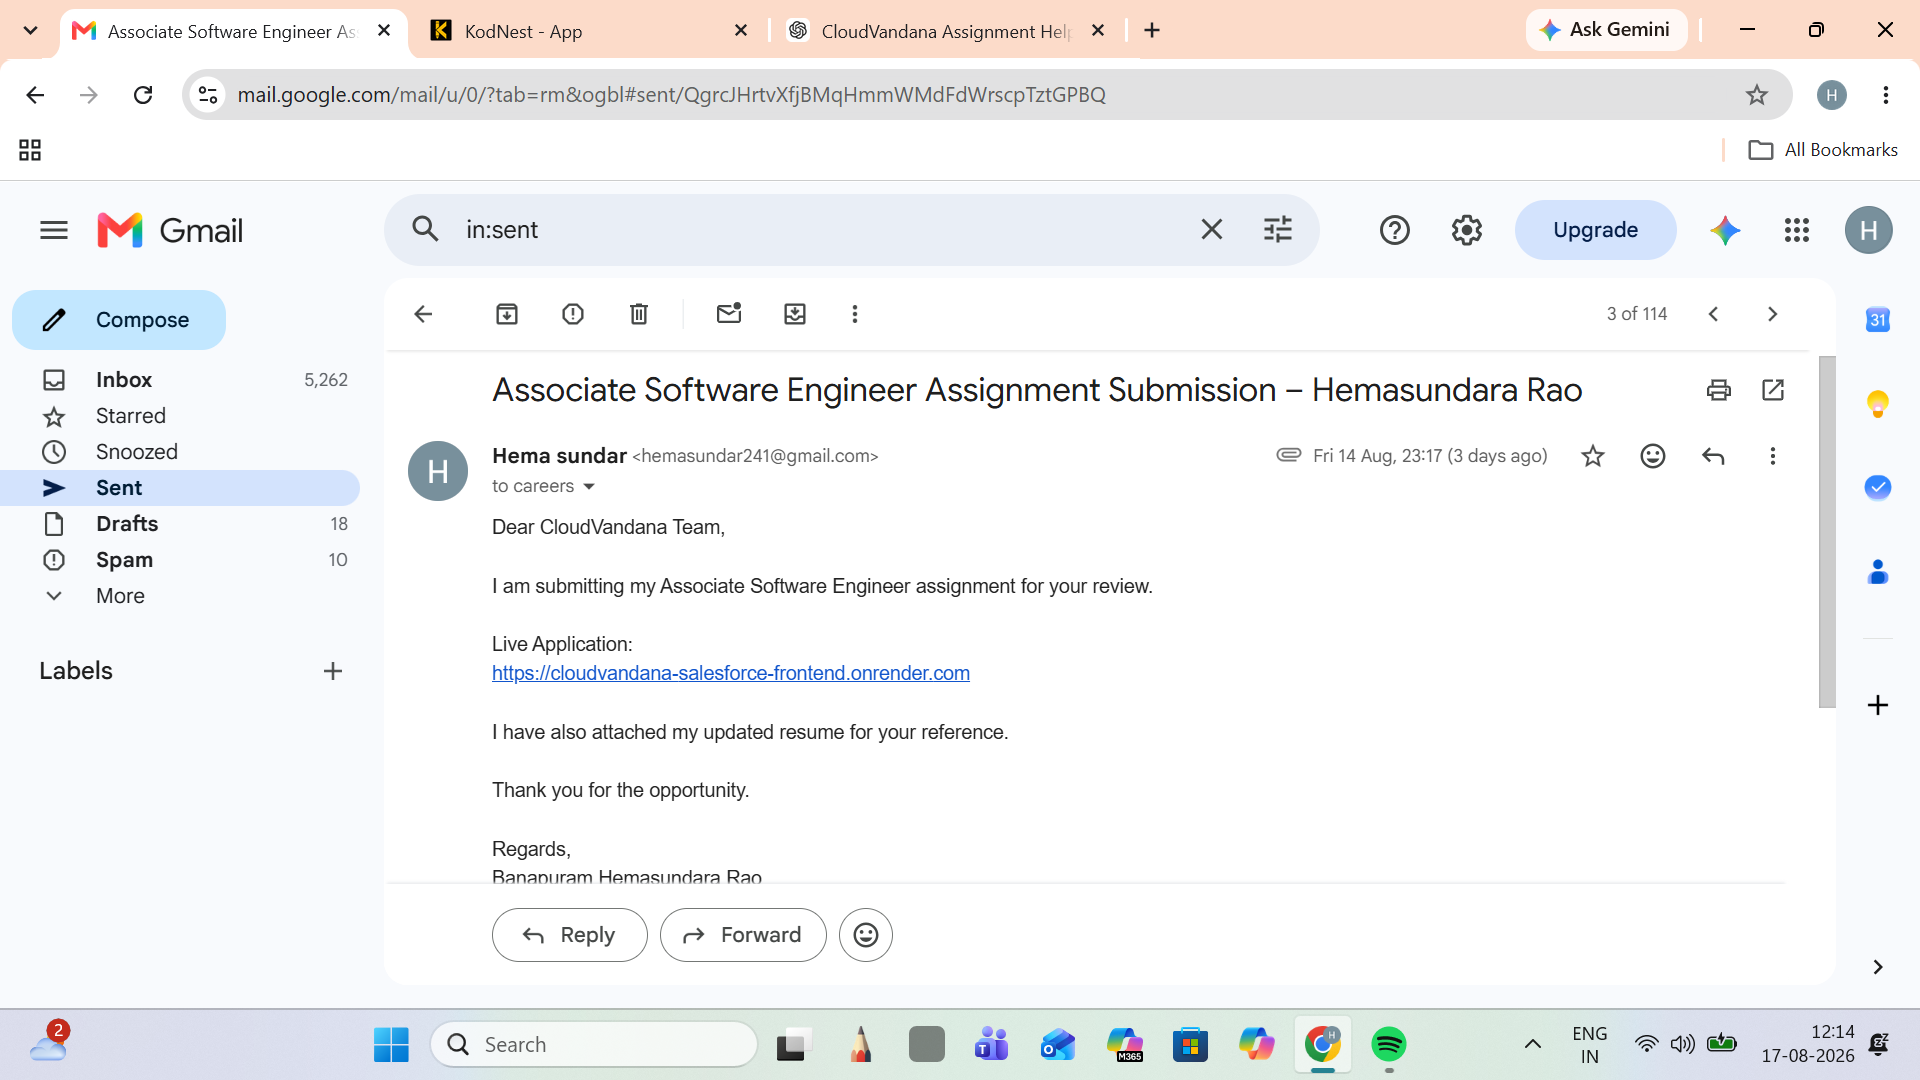 Associate Software Engineer As
KodNest - App
CloudVandana Assignment Help
Ask Gemini
mail.google.com/mail/u/0/?tab=rm&ogbl#sent/QgrcJHrtvXfjBMqHmmWMdFdWrscpTztGPBQ
H
All Bookmarks
Gmail
in:sent
Upgrade
H
Compose
3 of 114
31
Inbox 5,262
Starred
Snoozed
Sent
Drafts 18
Spam 10
More
Labels
Associate Software Engineer Assignment Submission – Hemasundara Rao
H
Hema sundar <hemasundar241@gmail.com>
Fri 14 Aug, 23:17 (3 days ago)
to careers
Dear CloudVandana Team,
I am submitting my Associate Software Engineer assignment for your review.
Live Application:
https://cloudvandana-salesforce-frontend.onrender.com
I have also attached my updated resume for your reference.
Thank you for the opportunity.
Regards,
Banapuram Hemasundara Rao
Reply
Forward
2
Search
T
O
M365
H
ENG
IN
12:14
17-08-2026